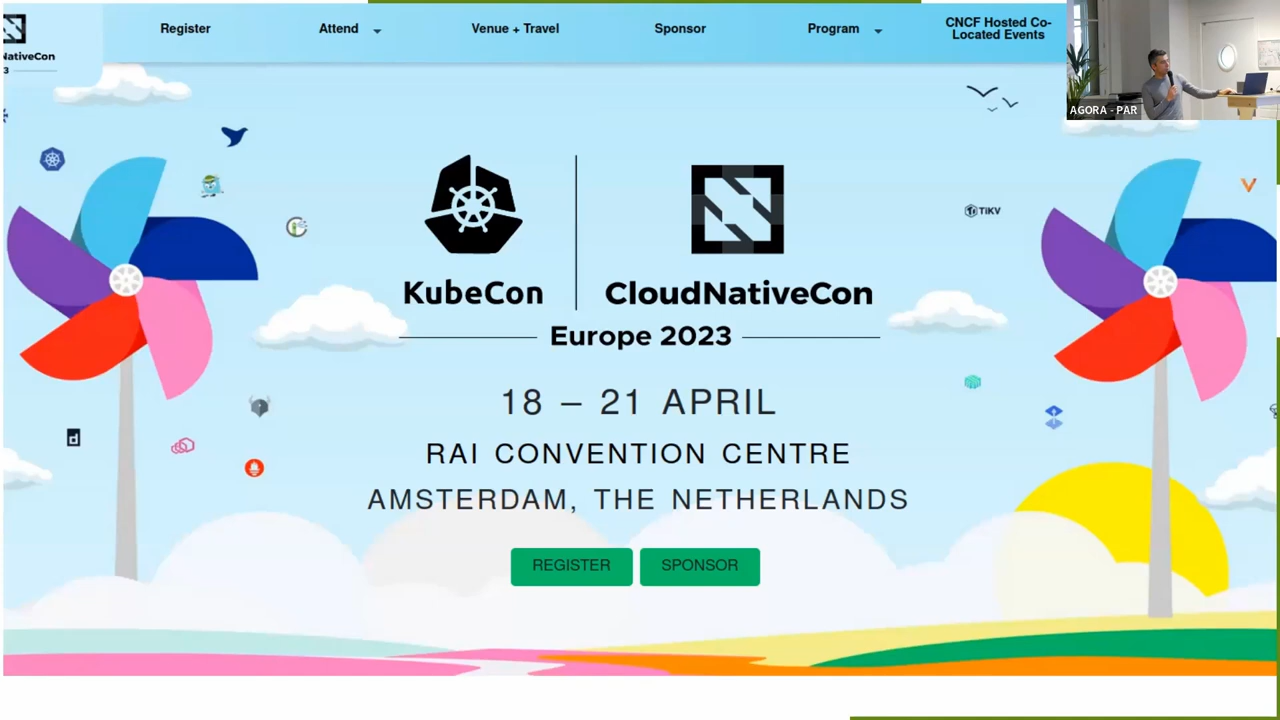 NativeCon
3
Register
Attend
Venue + Travel
Sponsor
Program
CNCF Hosted Co-
Located Events
AGORA - PAR
TiKV
KubeCon
CloudNativeCon
Europe 2023
18 – 21 APRIL
RAI CONVENTION CENTRE
AMSTERDAM, THE NETHERLANDS
REGISTER
SPONSOR